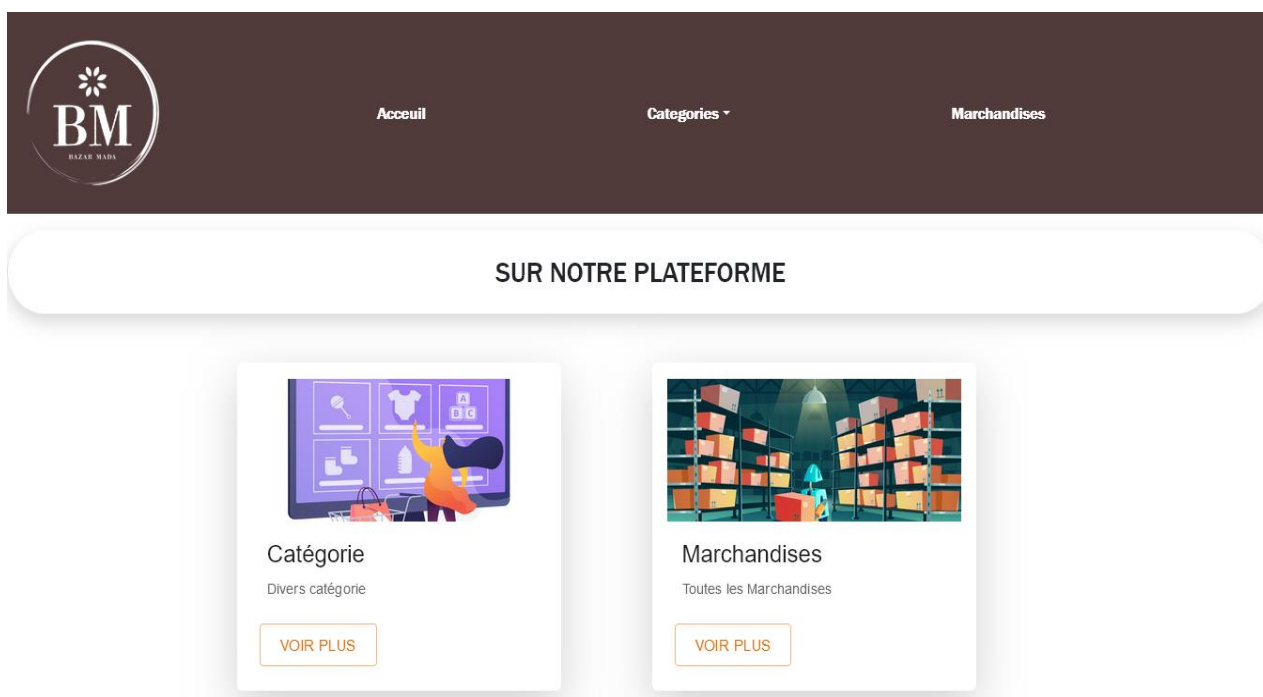 BM
BAZAR MADA
Acceuil
Categories
Marchandises
SUR NOTRE PLATEFORME
A
B C
Catégorie
Divers catégorie
VOIR PLUS
Marchandises
Toutes les Marchandises
VOIR PLUS